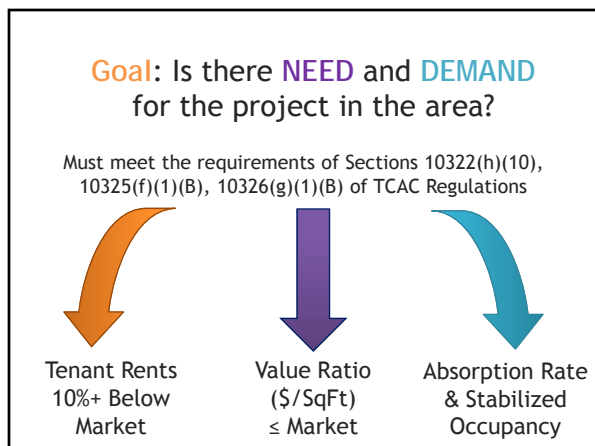 Goal: Is there NEED and DEMAND
for the project in the area?
Must meet the requirements of Sections 10322(h)(10),
10325(f)(1)(B), 10326(g)(1)(B) of TCAC Regulations
Tenant Rents
10%+ Below
Market
Value Ratio
($/SqFt)
≤ Market
Absorption Rate
& Stabilized
Occupancy